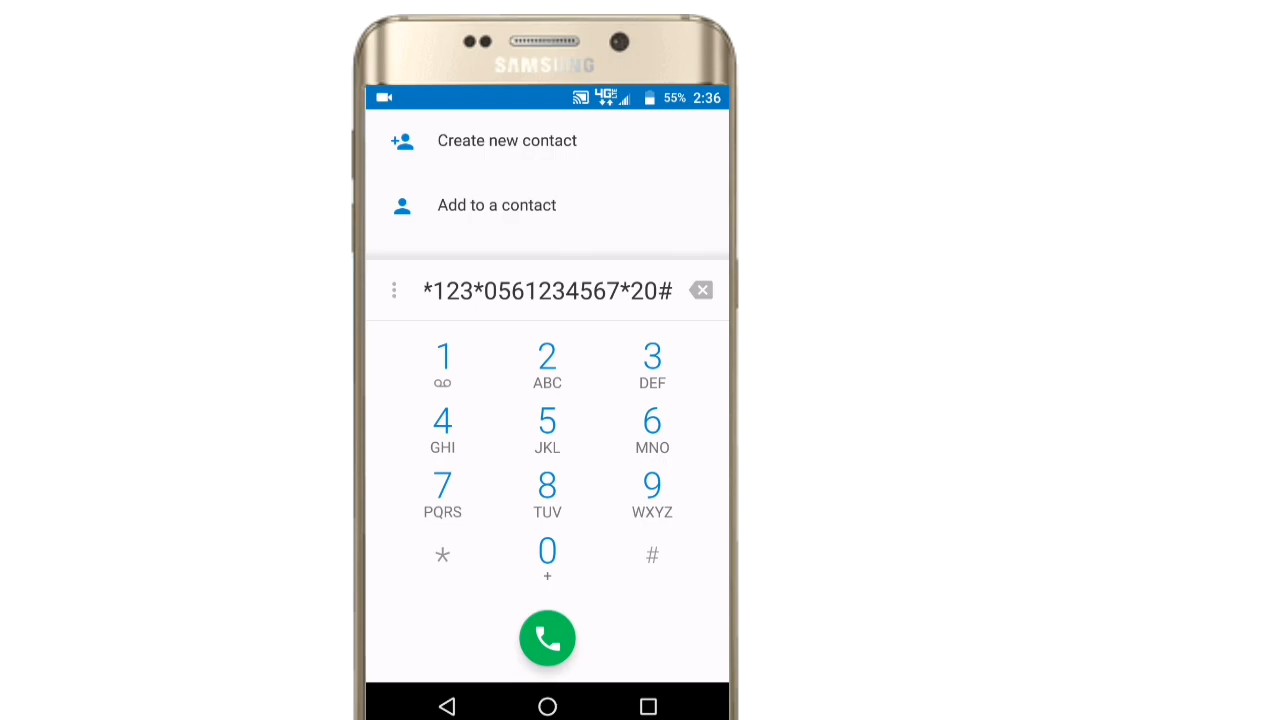 SAMSUNG
4G LTE 55% 2:36
Create new contact
Add to a contact
*123*0561234567*20#
1 2 3
ABC DEF
4 5 6
GHI JKL MNO
7 8 9
PQRS TUV WXYZ
* 0 #
+